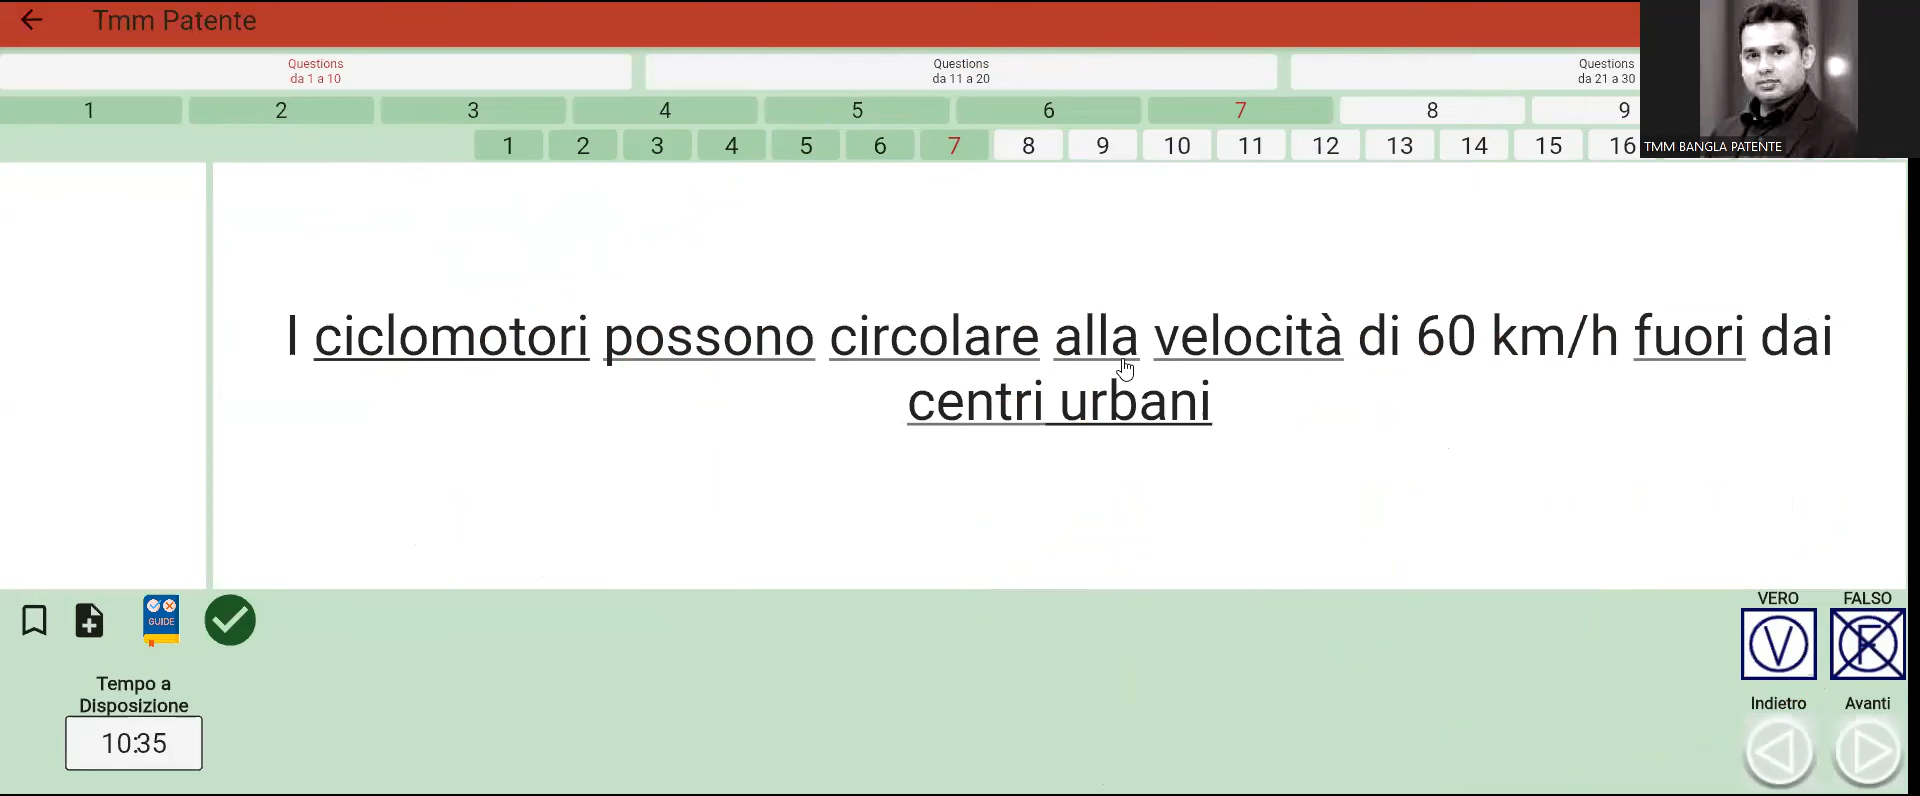 Tmm Patente
Questions
da 1 a 10
Questions
da 11 a 20
Questions
da 21 a 30
1 2 3 4 5 6 7 8 9
1 2 3 4 5 6 7 8 9 10 11 12 13 14 15 16
TMM BANGLA PATENTE
I ciclomotori possono circolare alla velocità di 60 km/h fuori dai
centri urbani
GUIDE
VERO FALSO
V F
Tempo a
Disposizione
10:35
Indietro Avanti